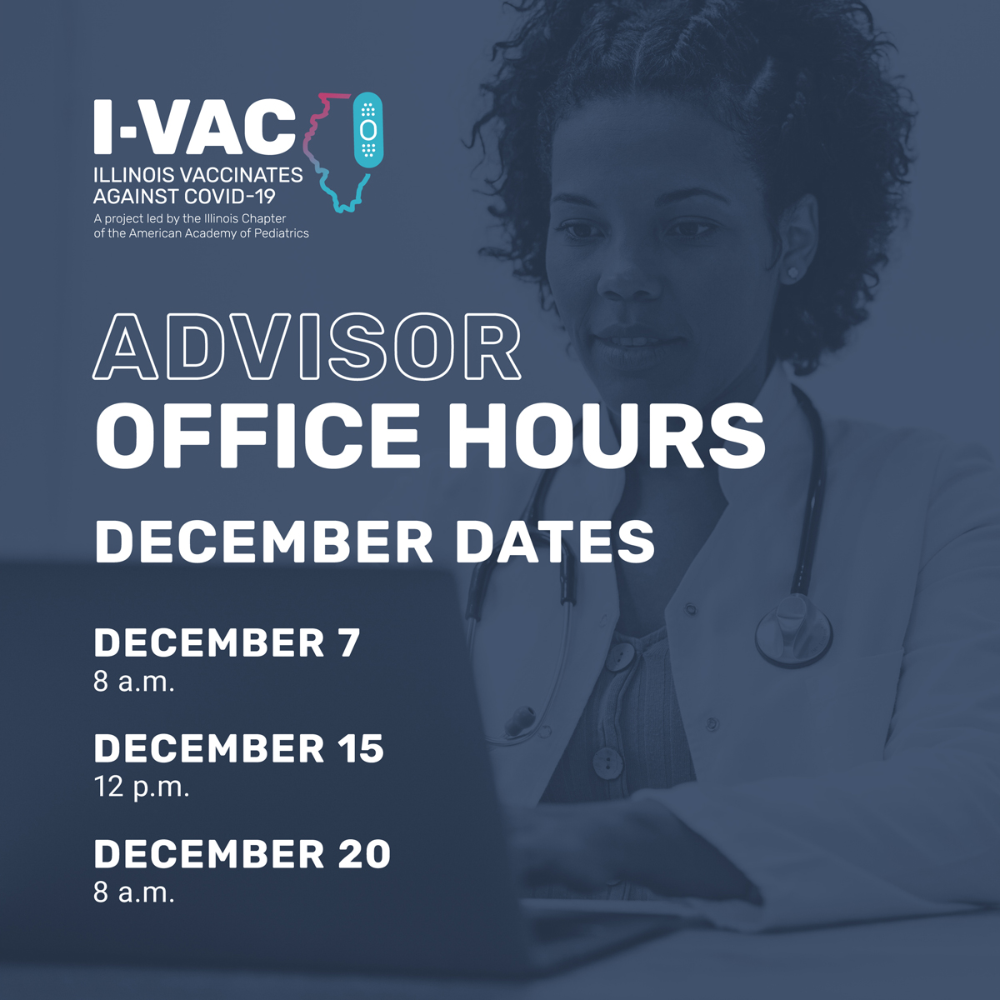 I-VAC
ILLINOIS VACCINATES
AGAINST COVID-19
A project led by the Illinois Chapter
of the American Academy of Pediatrics
ADVISOR
OFFICE HOURS
DECEMBER DATES
DECEMBER 7
8 a.m.
DECEMBER 15
12 p.m.
DECEMBER 20
8 a.m.